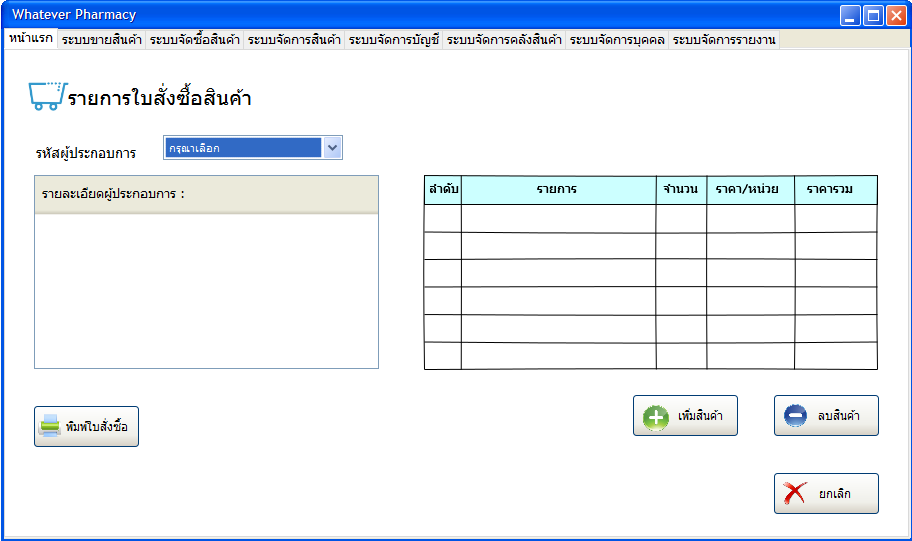 Whatever Pharmacy
หน้าแรก ระบบขายสินค้า ระบบจัดซื้อสินค้า ระบบจัดการสินค้า ระบบจัดการบัญชี ระบบจัดการคลังสินค้า ระบบจัดการบุคคล ระบบจัดการรายงาน
รายการใบสั่งซื้อสินค้า
รหัสผู้ประกอบการ กรุณาเลือก
รายละเอียดผู้ประกอบการ :
ลำดับ รายการ จำนวน ราคา/หน่วย ราคารวม
พิมพ์ใบสั่งซื้อ
เพิ่มสินค้า ลบสินค้า
ยกเลิก